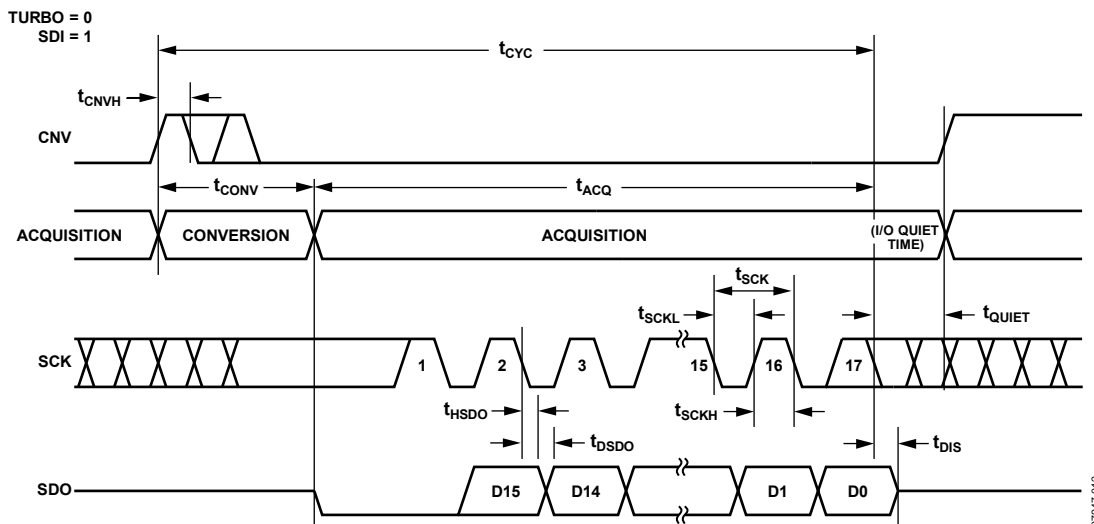 TURBO = 0
SDI = 1
tCYC
tCNVH
CNV
tCONV
tACQ
ACQUISITION
CONVERSION
ACQUISITION
(I/O QUIET
TIME)
tSCK
tSCKL
tQUIET
SCK
1
2
3
15
16
17
tHSDO
tSCKH
tDSDO
tDIS
SDO
D15
D14
D1
D0